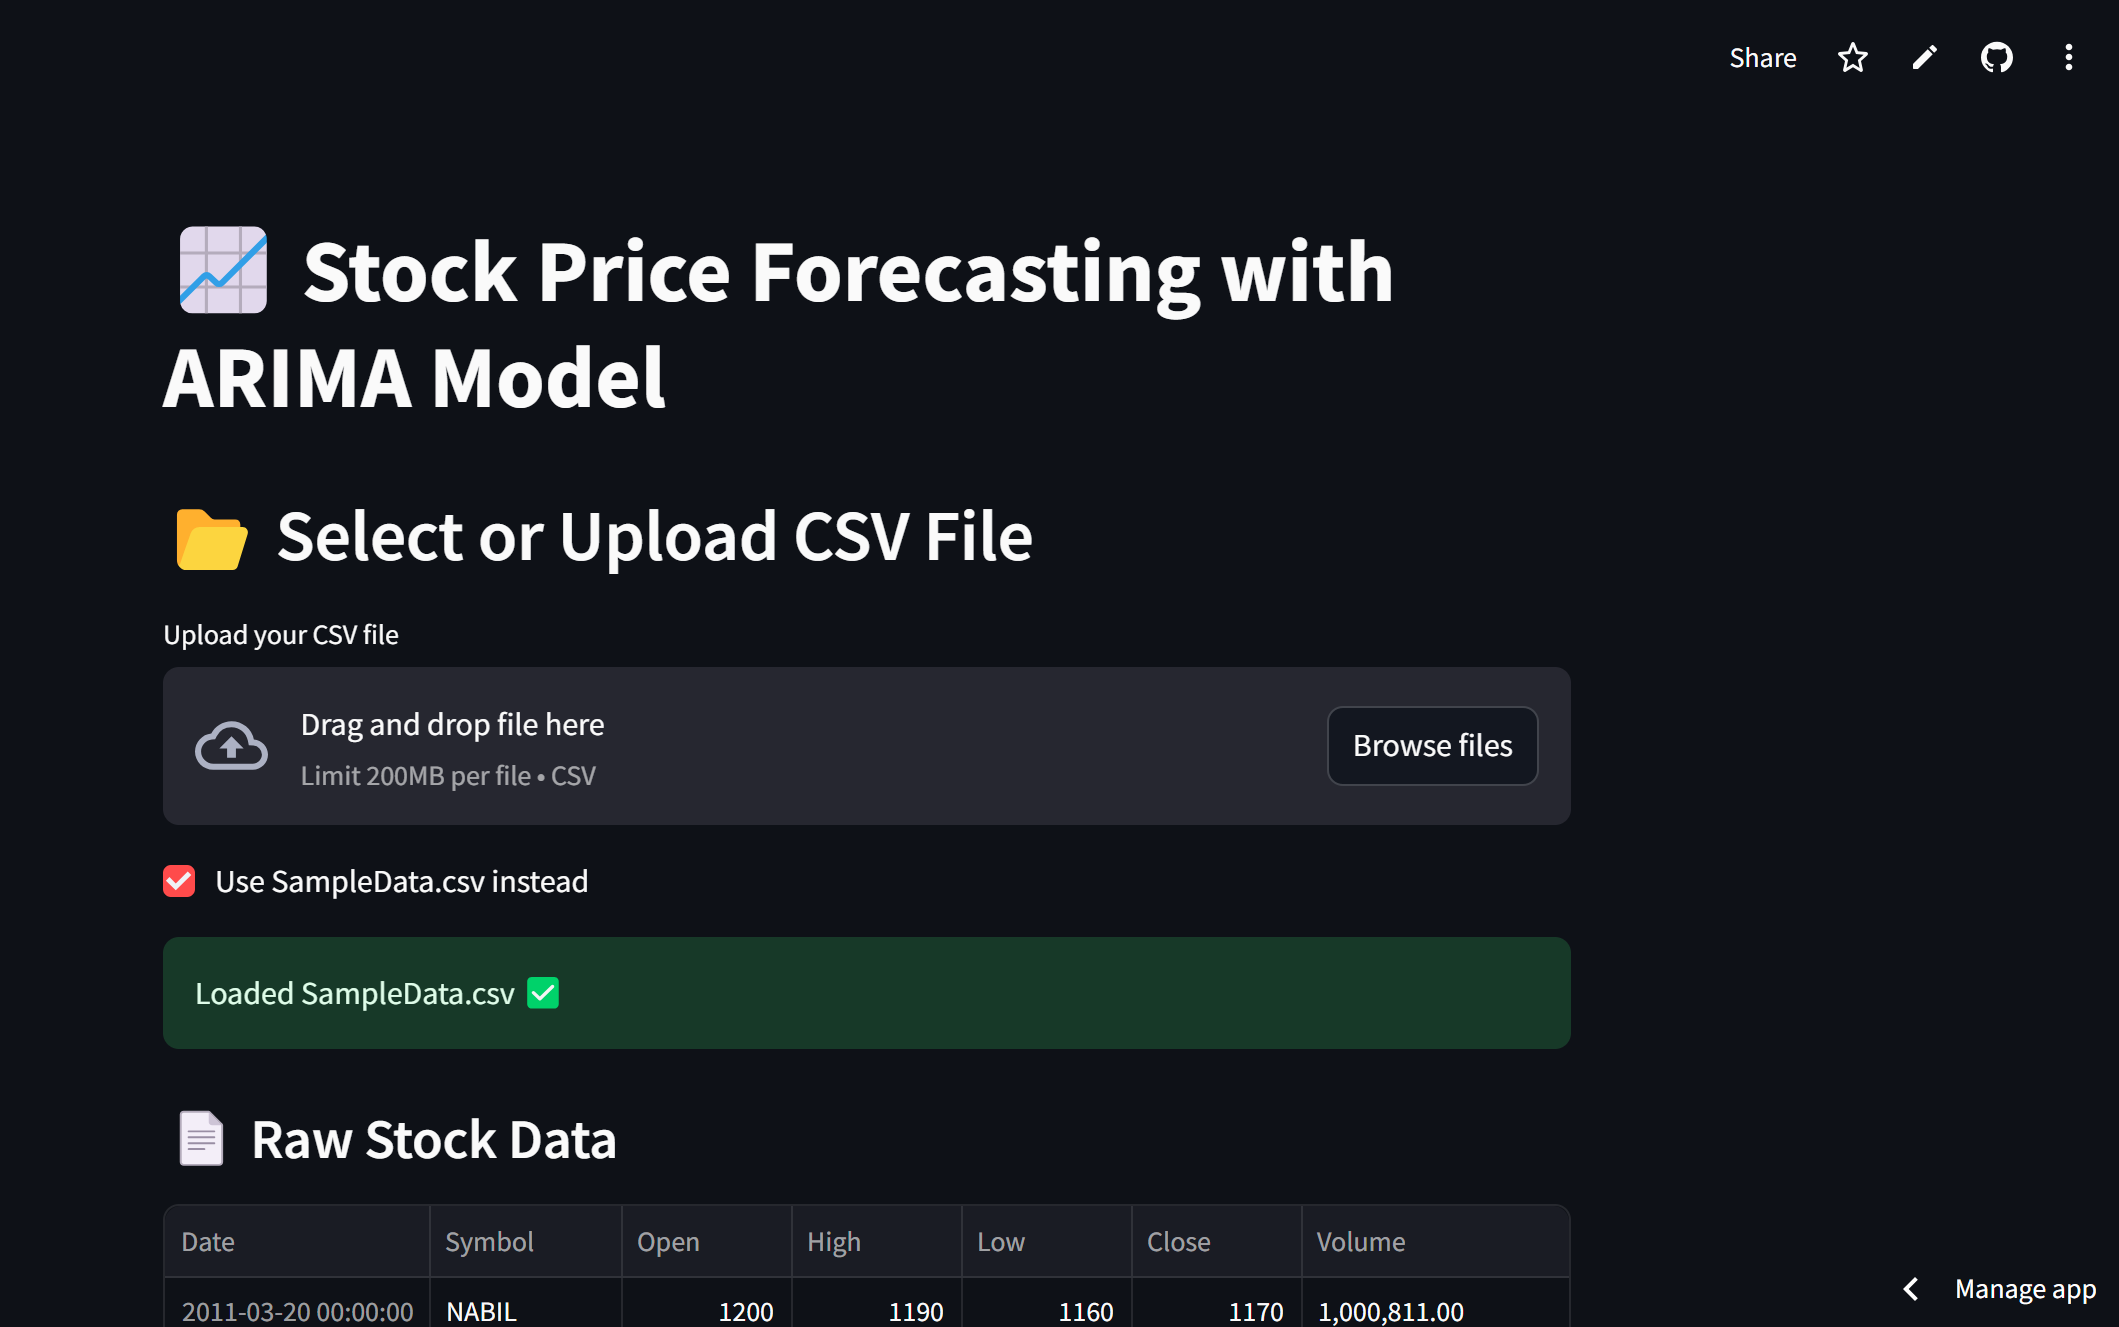 Share
Stock Price Forecasting with
ARIMA Model
Select or Upload CSV File
Upload your CSV file
Drag and drop file here
Limit 200MB per file • CSV
Browse files
Use SampleData.csv instead
Loaded SampleData.csv ✅
Raw Stock Data
Date Symbol Open High Low Close Volume
2011-03-20 00:00:00 NABIL 1200 1190 1160 1170 1,000,811.00
Manage app